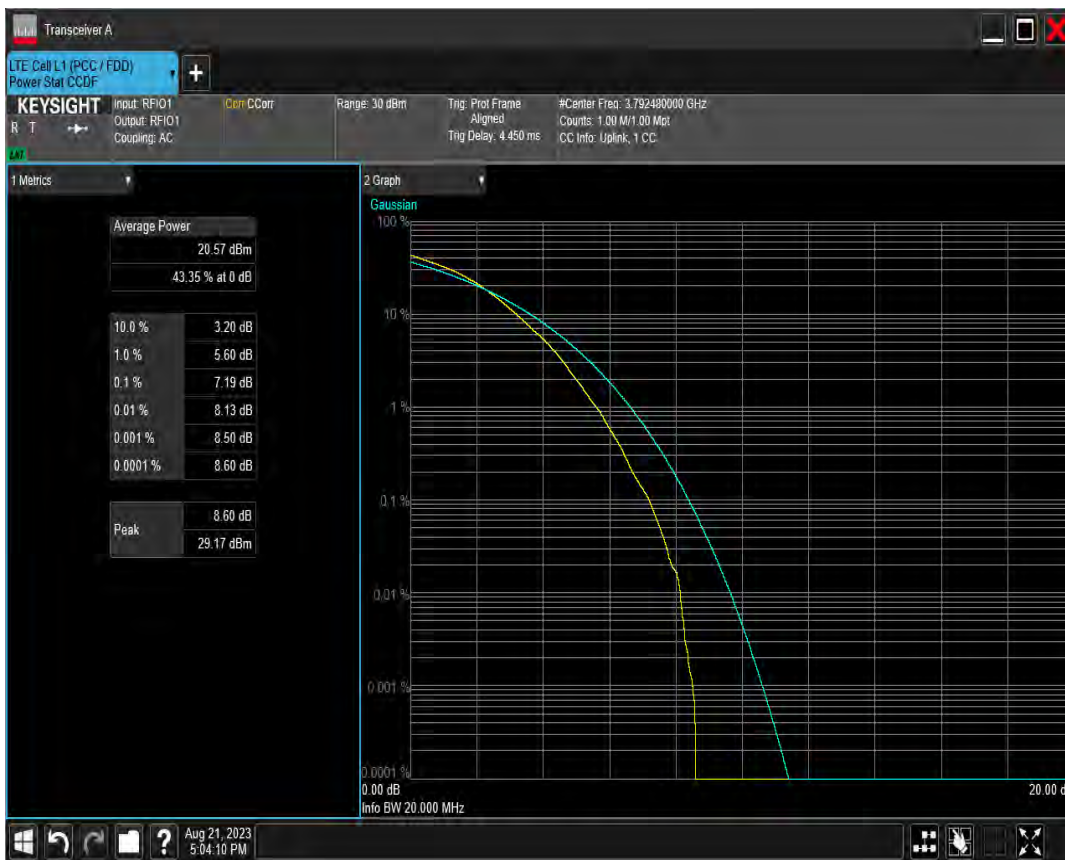 Transceiver A
LTE Cell L1 (PCC / FDD)
Power Stat CCDF
+
KEYSIGHT
R T
LNI
Input: RFIO1
Output: RFIO1
Coupling: AC
Corr CCorr
Range: 30 dBm
Trig: Prot Frame
Aligned
Trig Delay: 4.450 ms
#Center Freq: 3.792480000 GHz
Counts: 1.00 M/1.00 Mpt
CC Info: Uplink, 1 CC
1 Metrics
Average Power
20.57 dBm
43.35 % at 0 dB
10.0 % 3.20 dB
1.0 % 5.60 dB
0.1 % 7.19 dB
0.01 % 8.13 dB
0.001 % 8.50 dB
0.0001 % 8.60 dB
Peak 8.60 dB
29.17 dBm
2 Graph
Gaussian
100 %
10 %
1 %
0.1 %
0.01 %
0.001 %
0.0001 %
0.00 dB
20.00 d
Info BW 20.000 MHz
?
Aug 21, 2023
5:04:10 PM